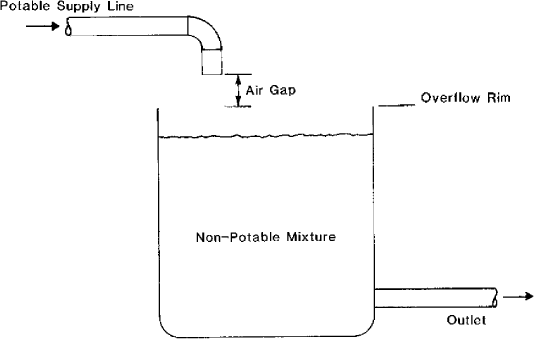 Potable Supply Line
Air Gap
Overflow Rim
Non-Potable Mixture
Outlet